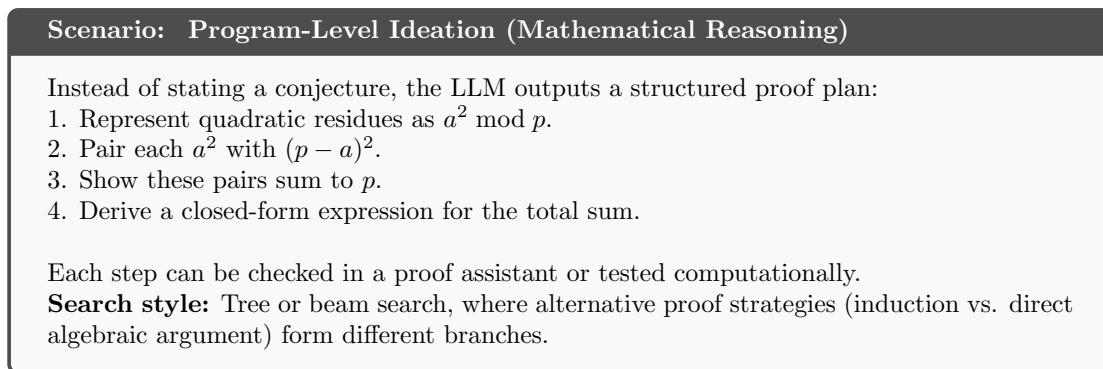 Scenario: Program-Level Ideation (Mathematical Reasoning)
Instead of stating a conjecture, the LLM outputs a structured proof plan:
1. Represent quadratic residues as a² mod p.
2. Pair each a² with (p − a)².
3. Show these pairs sum to p.
4. Derive a closed-form expression for the total sum.
Each step can be checked in a proof assistant or tested computationally.
Search style: Tree or beam search, where alternative proof strategies (induction vs. direct
algebraic argument) form different branches.